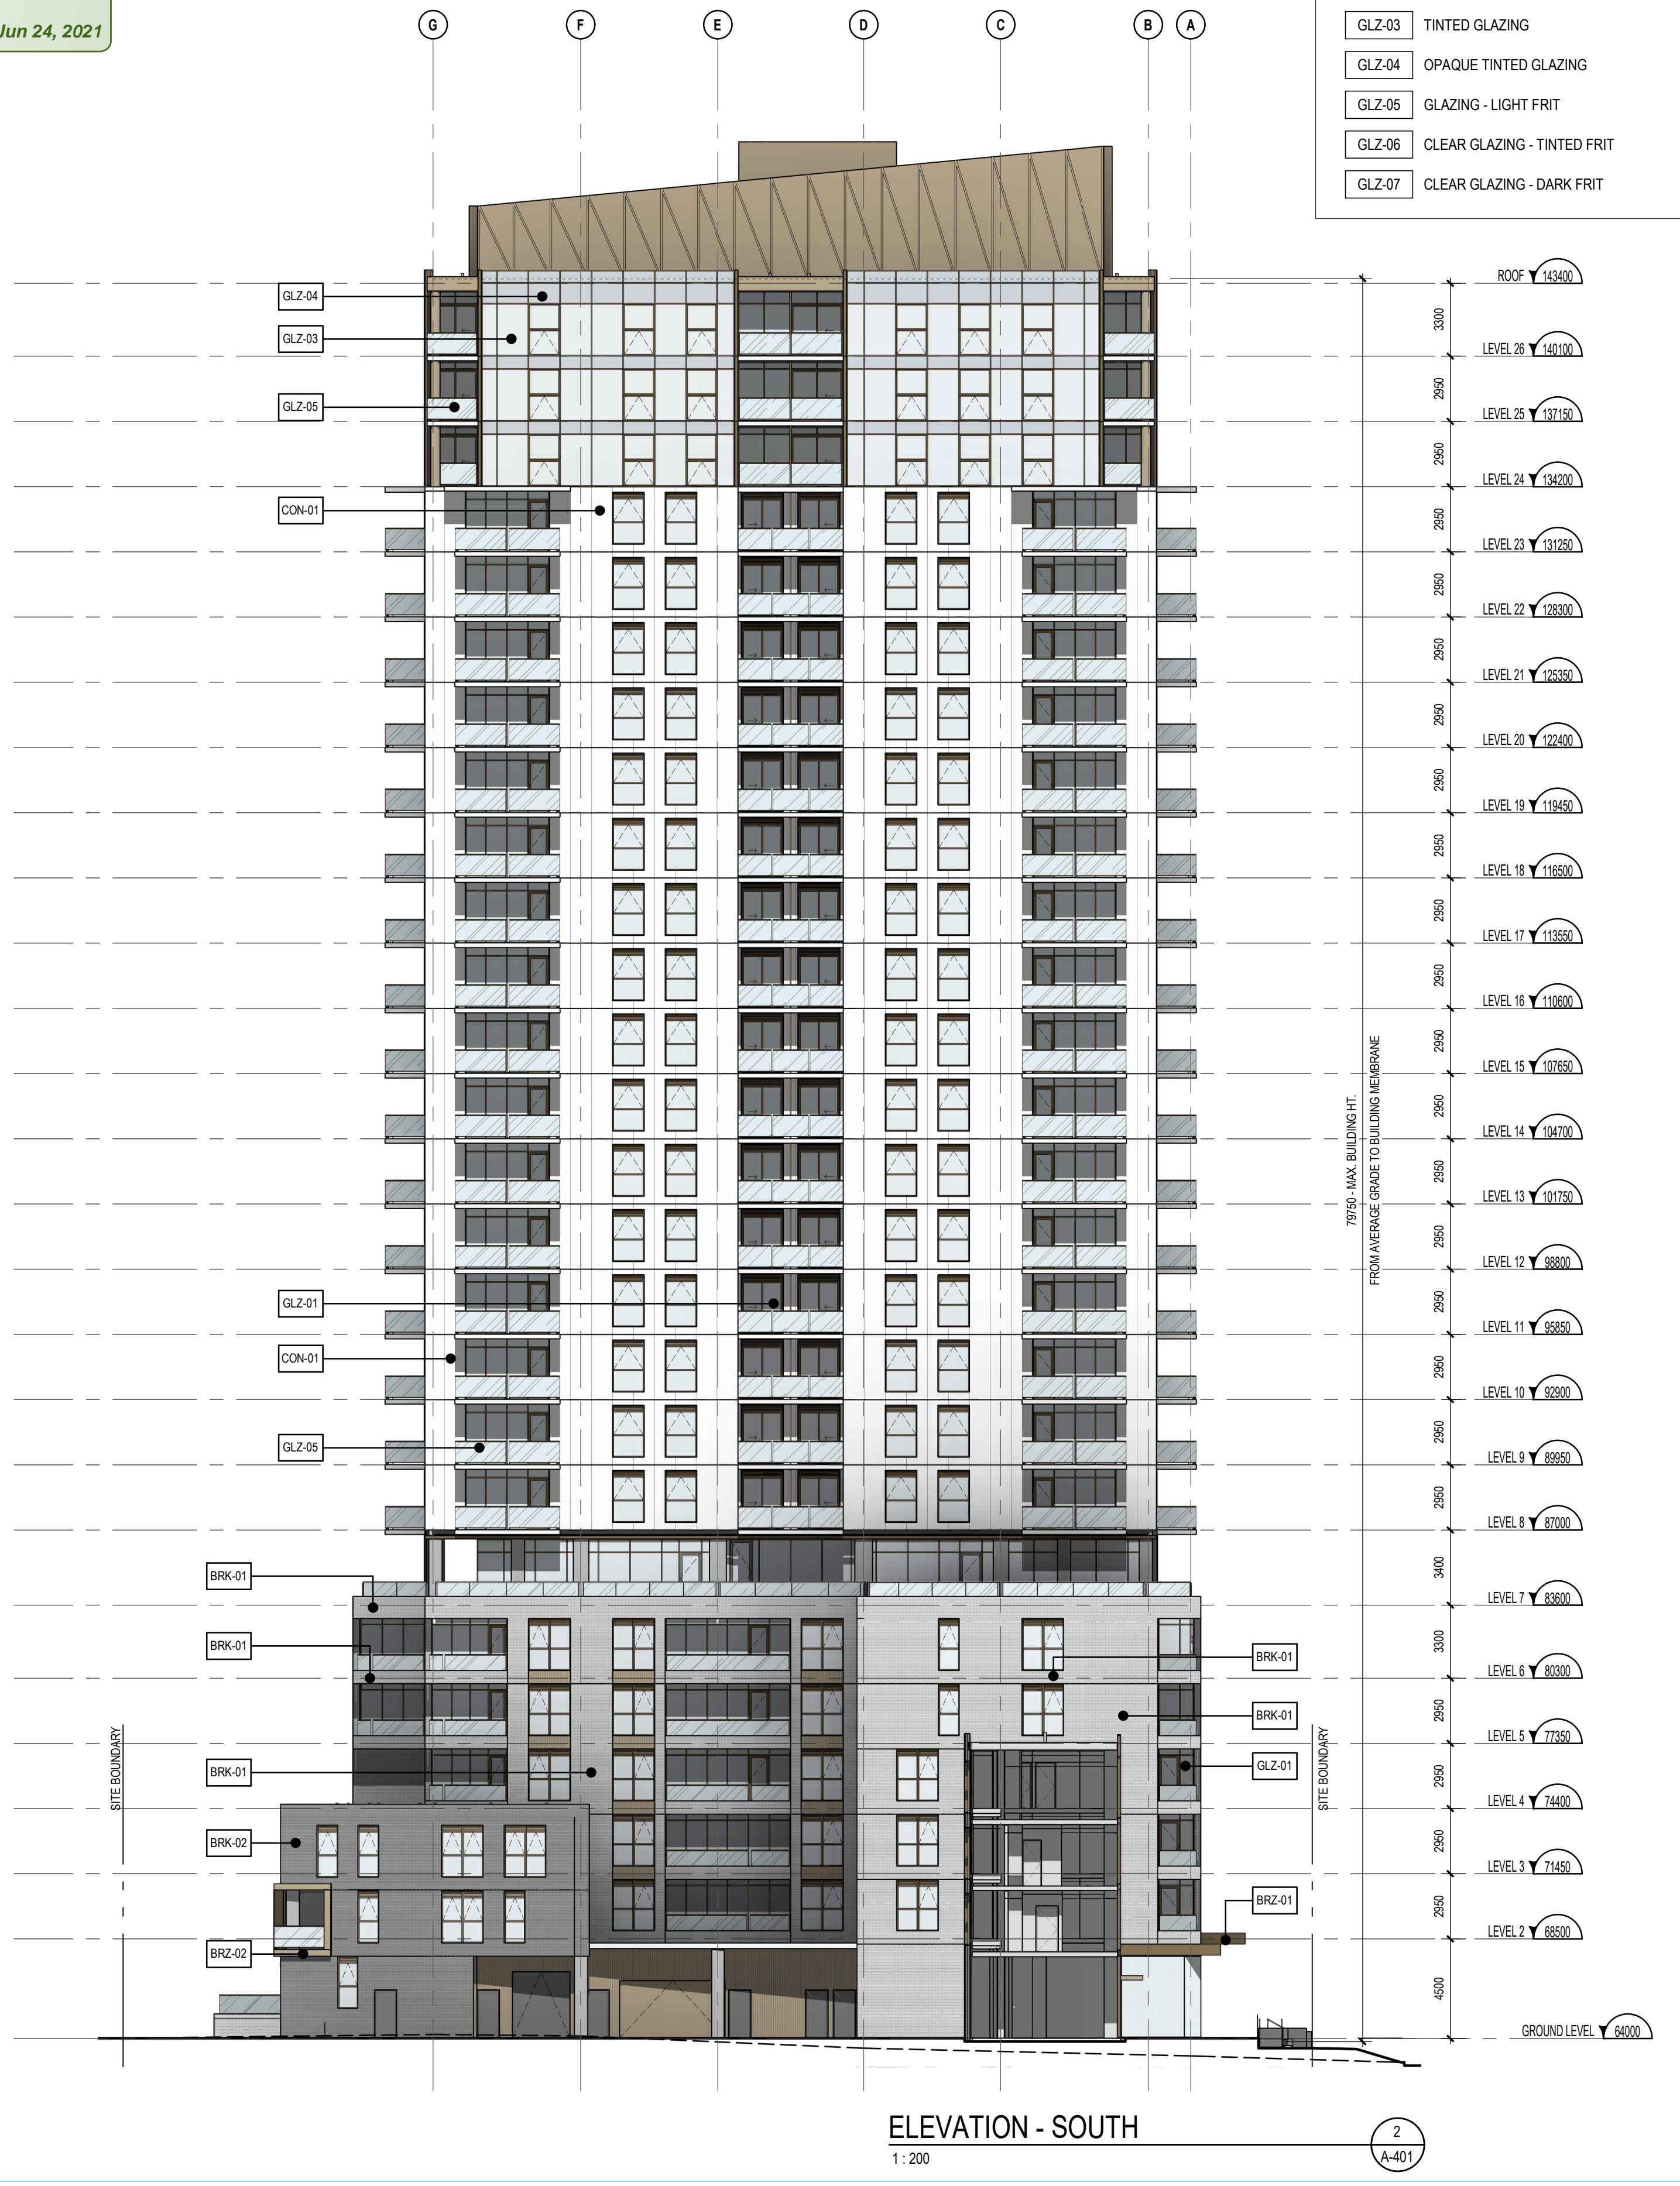 Jun 24, 2021
G F E D C B A
GLZ-03 TINTED GLAZING
GLZ-04 OPAQUE TINTED GLAZING
GLZ-05 GLAZING - LIGHT FRIT
GLZ-06 CLEAR GLAZING - TINTED FRIT
GLZ-07 CLEAR GLAZING - DARK FRIT
ROOF 143400
3300
LEVEL 26 140100
2950
LEVEL 25 137150
2950
LEVEL 24 134200
2950
LEVEL 23 131250
2950
LEVEL 22 128300
2950
LEVEL 21 125350
2950
LEVEL 20 122400
2950
LEVEL 19 119450
2950
LEVEL 18 116500
2950
LEVEL 17 113550
2950
LEVEL 16 110600
2950
LEVEL 15 107650
2950
LEVEL 14 104700
2950
LEVEL 13 101750
2950
LEVEL 12 98800
2950
LEVEL 11 95850
2950
LEVEL 10 92900
2950
LEVEL 9 89950
2950
LEVEL 8 87000
3400
LEVEL 7 83600
3300
LEVEL 6 80300
2950
LEVEL 5 77350
2950
LEVEL 4 74400
2950
LEVEL 3 71450
2950
LEVEL 2 68500
4500
GROUND LEVEL 64000
79750 - MAX. BUILDING HT.
FROM AVERAGE GRADE TO BUILDING MEMBRANE
GLZ-04
GLZ-03
GLZ-05
CON-01
GLZ-01
CON-01
GLZ-05
BRK-01
BRK-01
BRK-01
BRK-02
BRZ-02
BRK-01
BRK-01
GLZ-01
BRZ-01
SITE BOUNDARY
SITE BOUNDARY
ELEVATION - SOUTH
1 : 200
2
A-401